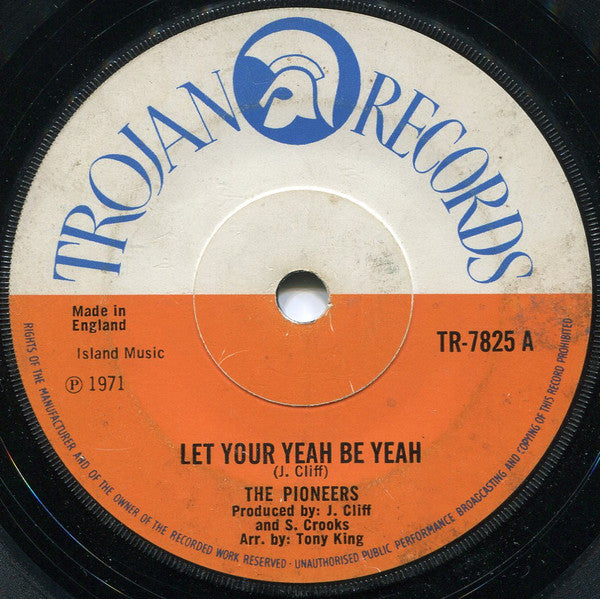 TROJAN RECORDS
Made in
England
Island Music
℗ 1971
TR-7825 A
LET YOUR YEAH BE YEAH
(J. Cliff)
THE PIONEERS
Produced by: J. Cliff
and S. Crooks
Arr. by: Tony King
RIGHTS OF THE MANUFACTURER AND OF THE OWNER OF THE RECORDED WORK RESERVED - UNAUTHORISED PUBLIC PERFORMANCE BROADCASTING AND COPYING OF THIS RECORD PROHIBITED